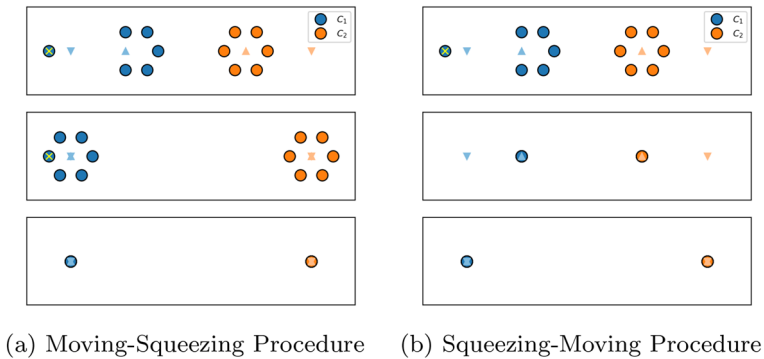 C₁
C₂
C₁
C₂
(a) Moving-Squeezing Procedure
(b) Squeezing-Moving Procedure